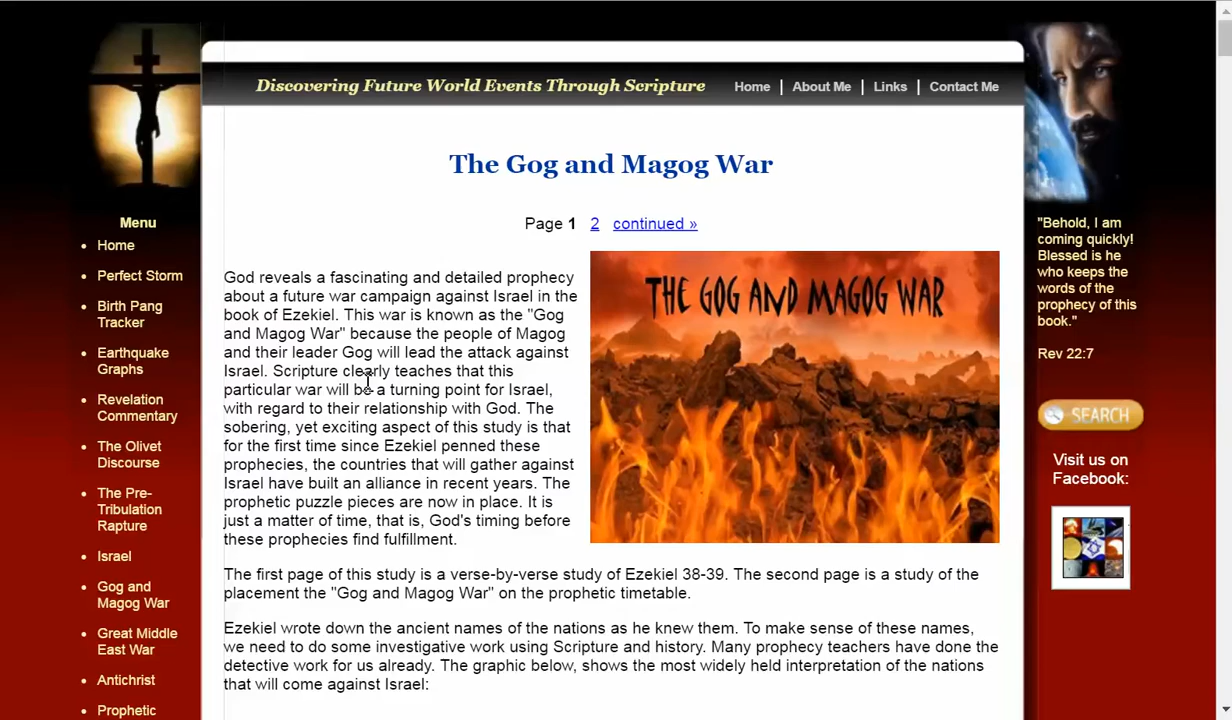 Discovering Future World Events Through Scripture
Home | About Me | Links | Contact Me
Menu
Home
Perfect Storm
Birth Pang
Tracker
Earthquake
Graphs
Revelation
Commentary
The Olivet
Discourse
The Pre-
Tribulation
Rapture
Israel
Gog and
Magog War
Great Middle
East War
Antichrist
Prophetic
The Gog and Magog War
Page 1 2 continued »
God reveals a fascinating and detailed prophecy
about a future war campaign against Israel in the
book of Ezekiel. This war is known as the "Gog
and Magog War" because the people of Magog
and their leader Gog will lead the attack against
Israel. Scripture clearly teaches that this
particular war will be a turning point for Israel,
with regard to their relationship with God. The
sobering, yet exciting aspect of this study is that
for the first time since Ezekiel penned these
prophecies, the countries that will gather against
Israel have built an alliance in recent years. The
prophetic puzzle pieces are now in place. It is
just a matter of time, that is, God's timing before
these prophecies find fulfillment.
THE GOG AND MAGOG WAR
The first page of this study is a verse-by-verse study of Ezekiel 38-39. The second page is a study of the
placement the "Gog and Magog War" on the prophetic timetable.
Ezekiel wrote down the ancient names of the nations as he knew them. To make sense of these names,
we need to do some investigative work using Scripture and history. Many prophecy teachers have done the
detective work for us already. The graphic below, shows the most widely held interpretation of the nations
that will come against Israel:
"Behold, I am
coming quickly!
Blessed is he
who keeps the
words of the
prophecy of this
book."
Rev 22:7
SEARCH
Visit us on
Facebook: